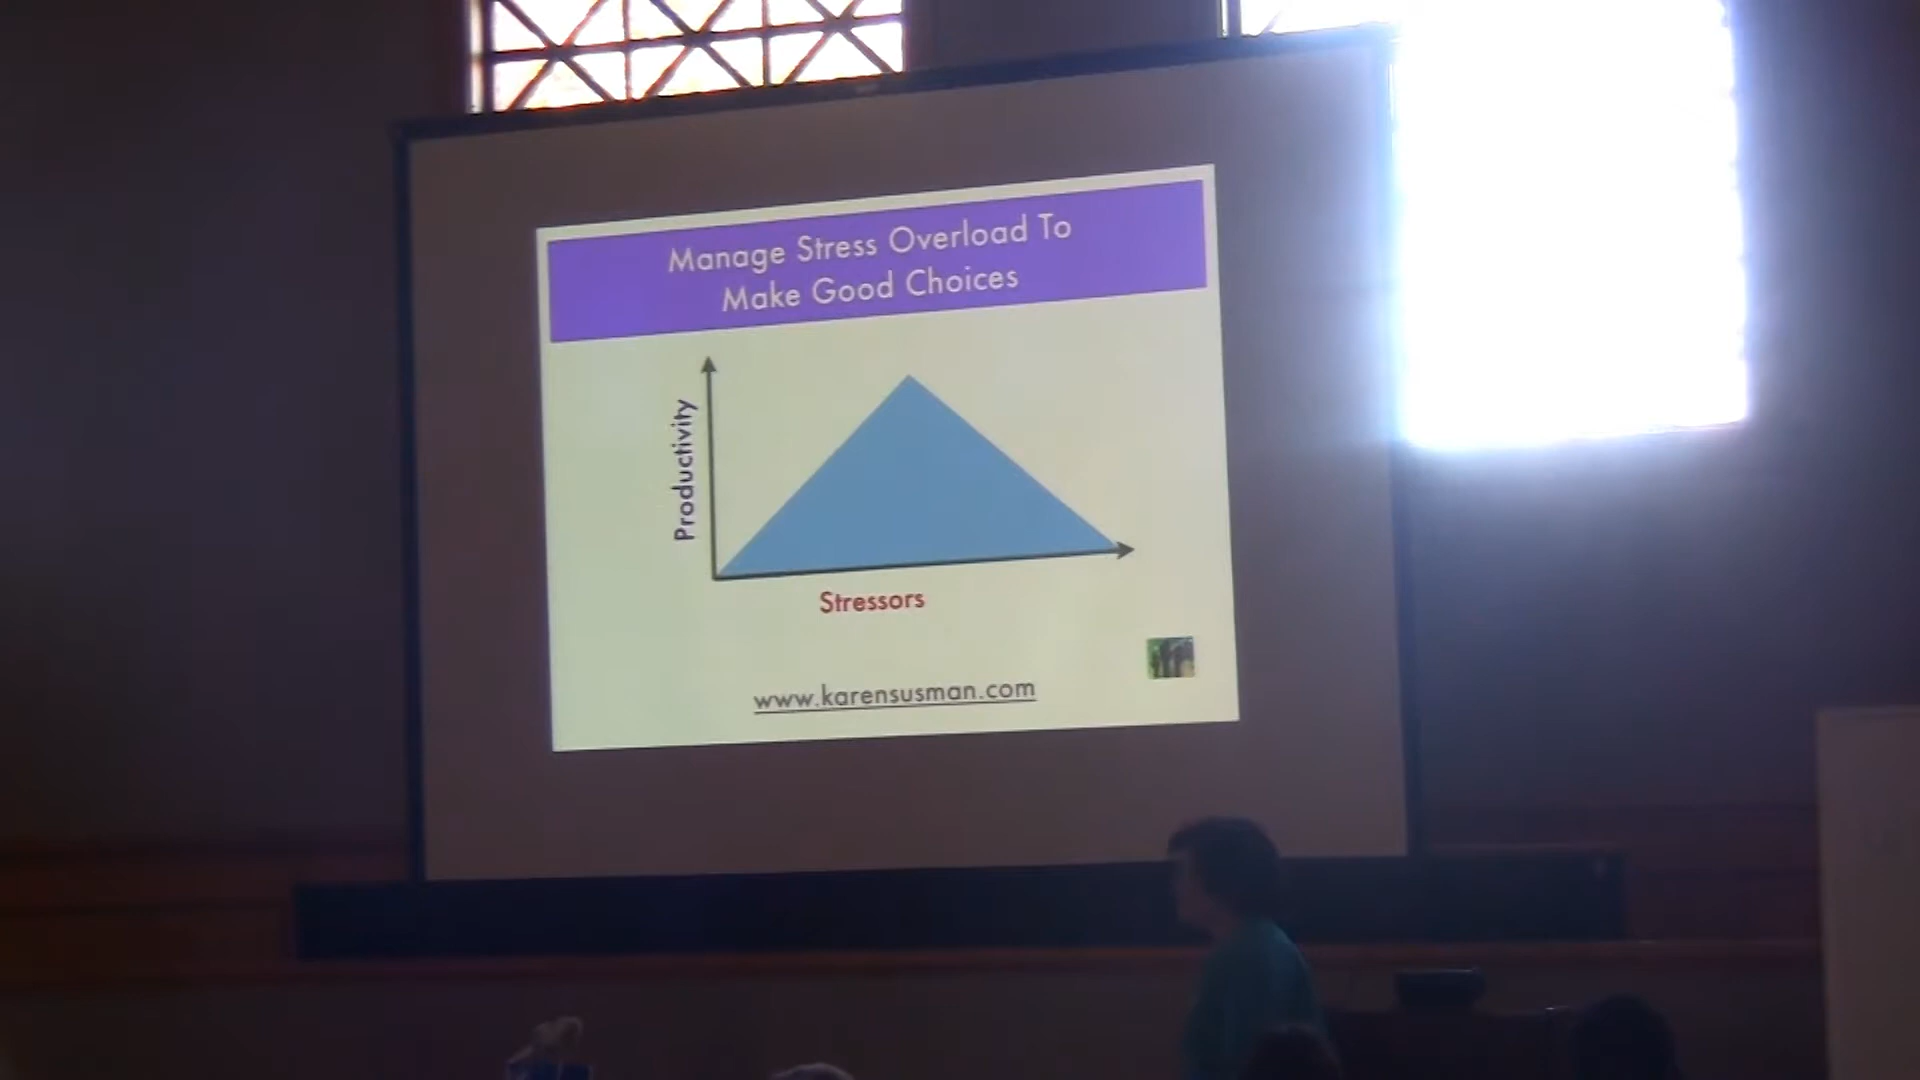 Manage Stress Overload To
Make Good Choices
Productivity
Stressors
www.karensusman.com